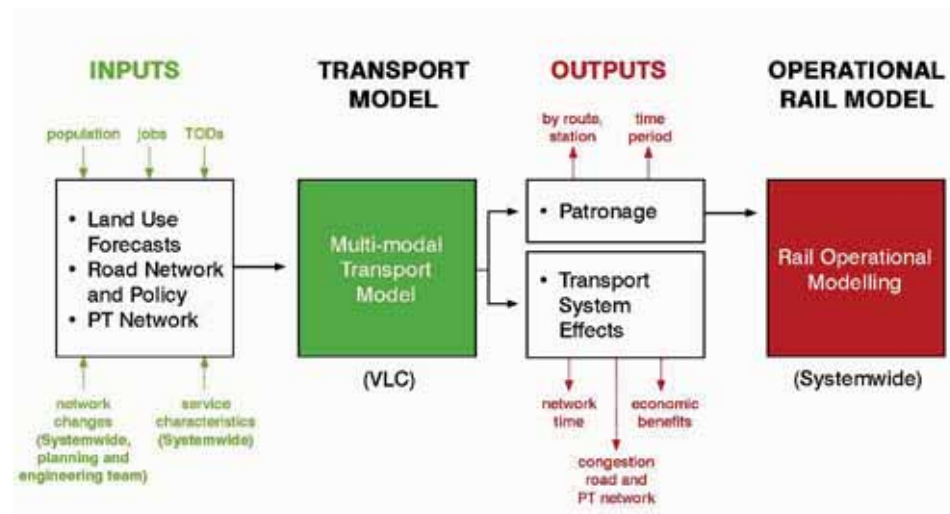 INPUTS
TRANSPORT
MODEL
OUTPUTS
OPERATIONAL
RAIL MODEL
population
jobs
TODs
by route,
station
time
period
• Land Use
Forecasts
• Road Network
and Policy
• PT Network
Multi-modal
Transport
Model
• Patronage
• Transport
System
Effects
Rail Operational
Modelling
(VLC)
(Systemwide)
network
changes
(Systemwide,
planning and
engineering team)
service
characteristics
(Systemwide)
network
time
economic
benefits
congestion
road and
PT network